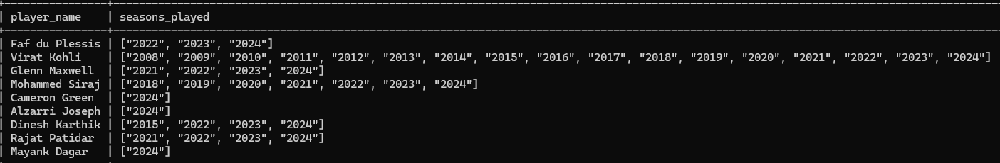 | player_name    | seasons_played
| Faf du Plessis | ["2022", "2023", "2024"]
| Virat Kohli    | ["2008", "2009", "2010", "2011", "2012", "2013", "2014", "2015", "2016", "2017", "2018", "2019", "2020", "2021", "2022", "2023", "2024"]
| Glenn Maxwell  | ["2021", "2022", "2023", "2024"]
| Mohammed Siraj | ["2018", "2019", "2020", "2021", "2022", "2023", "2024"]
| Cameron Green  | ["2024"]
| Alzarri Joseph | ["2024"]
| Dinesh Karthik | ["2015", "2022", "2023", "2024"]
| Rajat Patidar  | ["2021", "2022", "2023", "2024"]
| Mayank Dagar   | ["2024"]